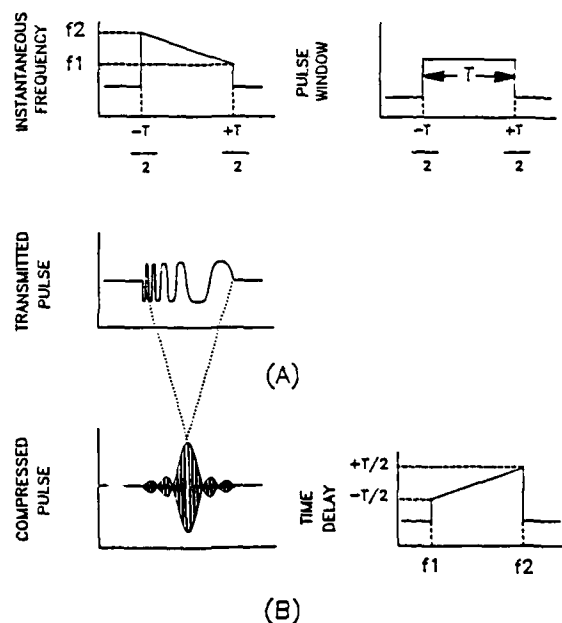 INSTANTANEOUS
FREQUENCY
f2
f1
-T
2
+T
2
PULSE
WINDOW
T
-T
2
+T
2
TRANSMITTED
PULSE
(A)
COMPRESSED
PULSE
TIME
DELAY
+T/2
-T/2
f1
f2
(B)